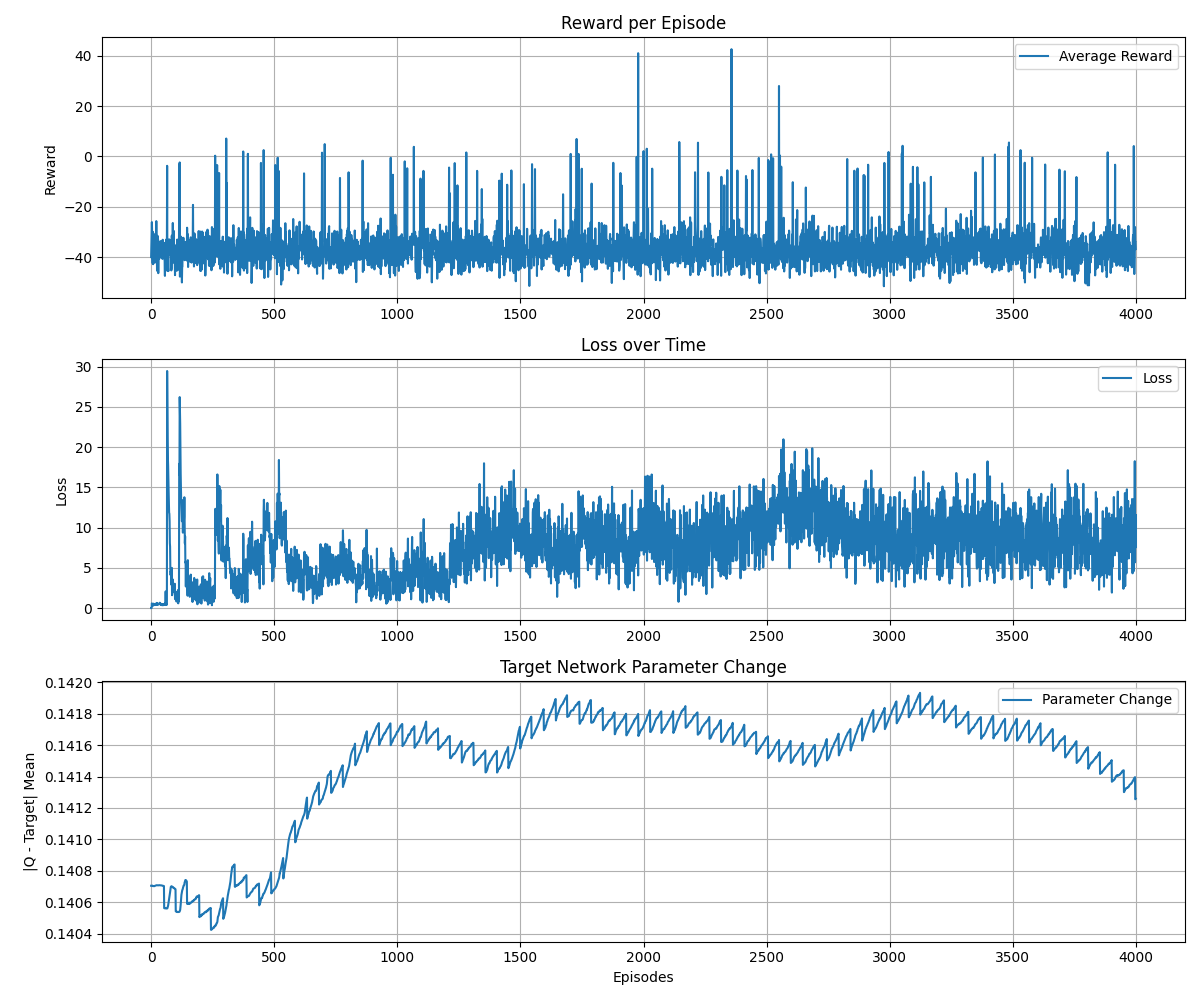 Reward per Episode
Average Reward
Reward
40
20
0
−20
−40
0 500 1000 1500 2000 2500 3000 3500 4000
Loss over Time
Loss
Loss
30
25
20
15
10
5
0
0 500 1000 1500 2000 2500 3000 3500 4000
Target Network Parameter Change
Parameter Change
|Q - Target| Mean
0.1420
0.1418
0.1416
0.1414
0.1412
0.1410
0.1408
0.1406
0.1404
0 500 1000 1500 2000 2500 3000 3500 4000
Episodes